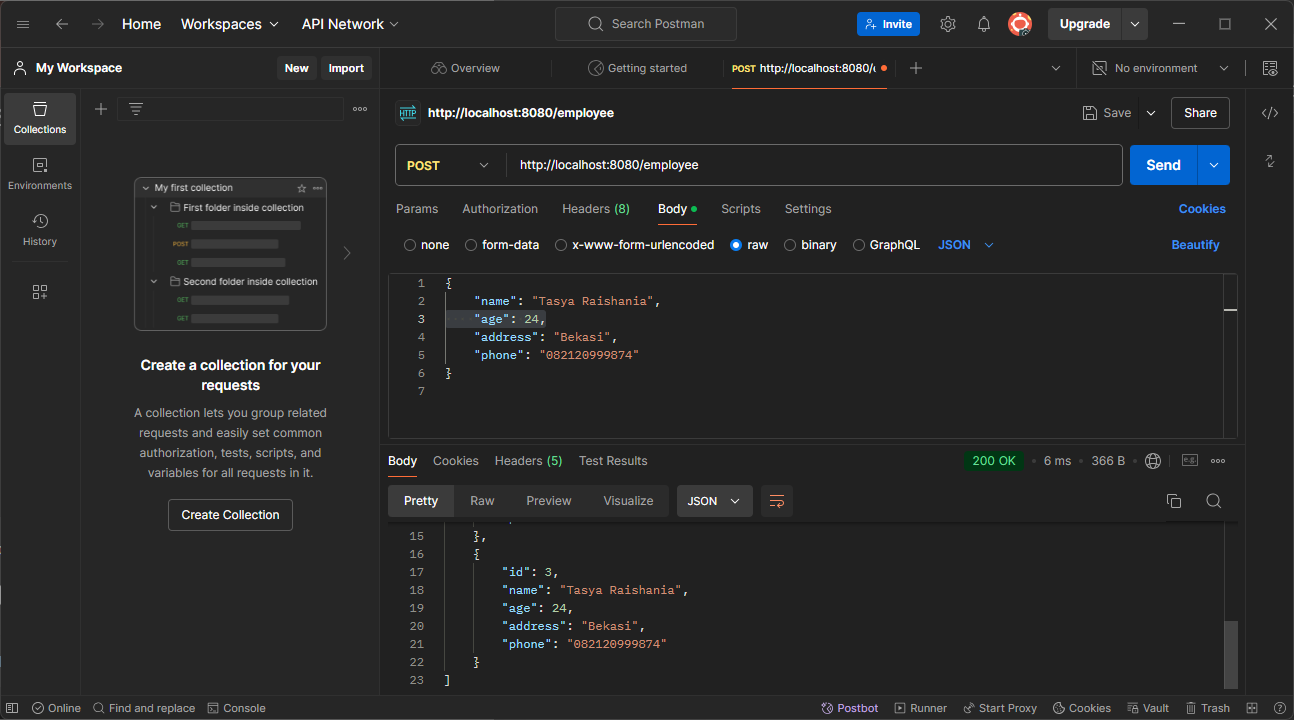 Home Workspaces API Network Search Postman Invite Upgrade
My Workspace New Import Overview Getting started POST http://localhost:8080/ No environment
Collections
Environments
History
My first collection
First folder inside collection
GET
POST
GET
Second folder inside collection
GET
GET
Create a collection for your
requests
A collection lets you group related
requests and easily set common
authorization, tests, scripts, and
variables for all requests in it.
Create Collection
HTTP http://localhost:8080/employee Save Share
POST http://localhost:8080/employee Send
Params Authorization Headers (8) Body Scripts Settings Cookies
none form-data x-www-form-urlencoded raw binary GraphQL JSON Beautify
1 {
2 "name": "Tasya Raishania",
3 "age": 24,
4 "address": "Bekasi",
5 "phone": "082120999874"
6 }
7
Body Cookies Headers (5) Test Results 200 OK 6 ms 366 B e.g.
Pretty Raw Preview Visualize JSON
15 },
16 {
17 "id": 3,
18 "name": "Tasya Raishania",
19 "age": 24,
20 "address": "Bekasi",
21 "phone": "082120999874"
22 }
23 ]
Online Find and replace Console Postbot Runner Start Proxy Cookies Vault Trash